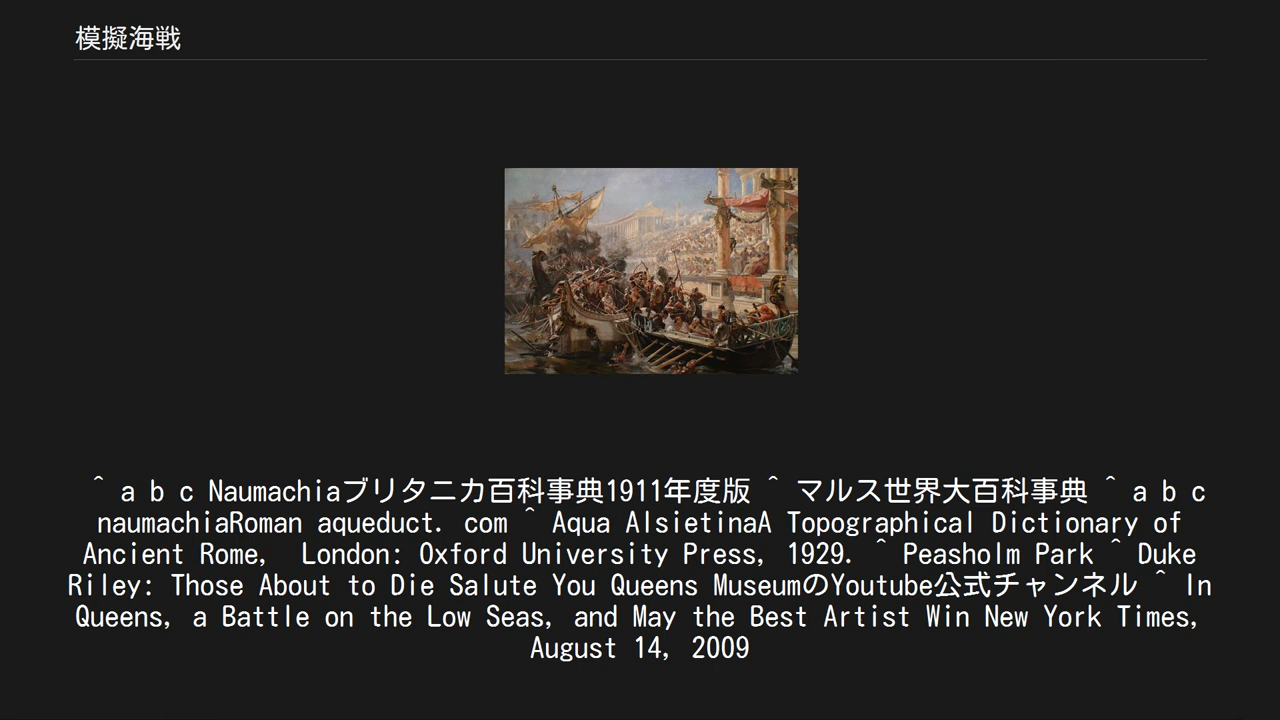 模擬海戦
^ a b c Naumachiaブリタニカ百科事典1911年度版 ^ マルス世界大百科事典 ^ a b c
naumachiaRoman aqueduct. com ^ Aqua AlsietinaA Topographical Dictionary of
Ancient Rome, London: Oxford University Press, 1929. ^ Peasholm Park ^ Duke
Riley: Those About to Die Salute You Queens MuseumのYoutube公式チャンネル ^ In
Queens, a Battle on the Low Seas, and May the Best Artist Win New York Times,
August 14, 2009